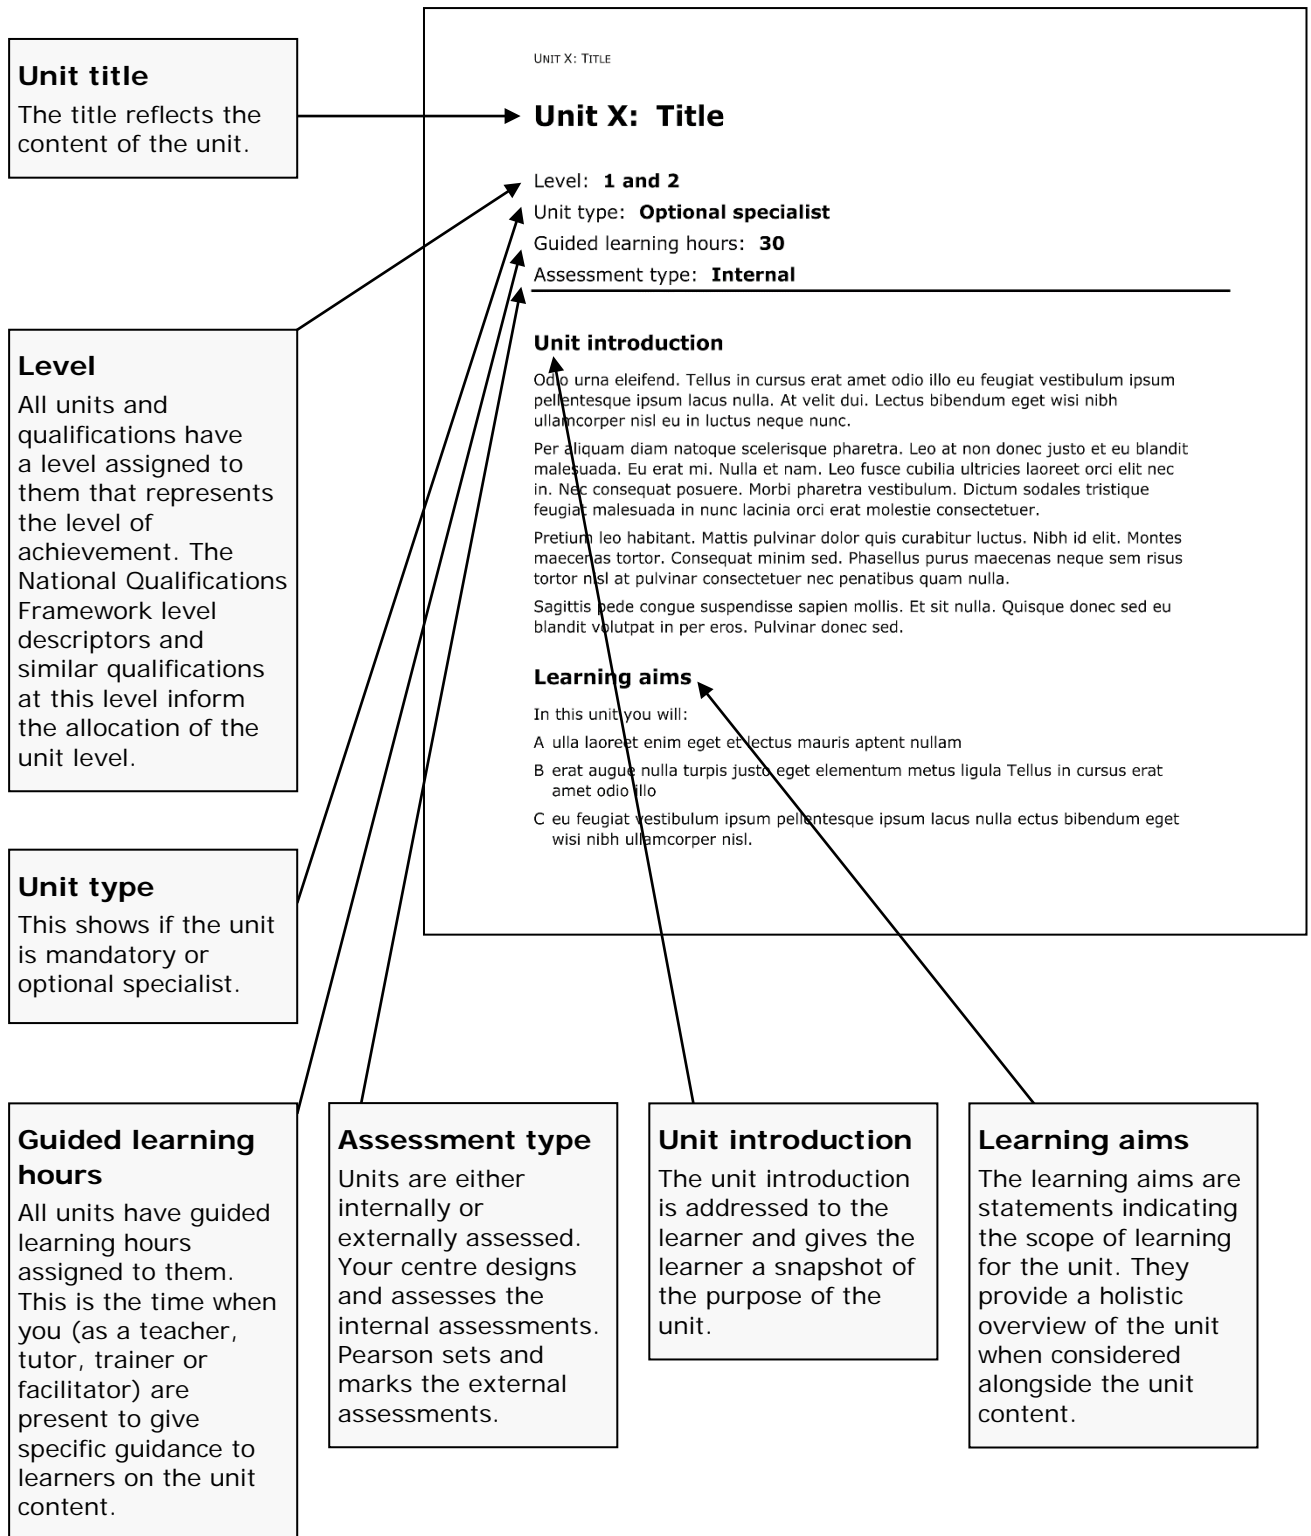 UNIT X: TITLE
Unit X: Title
Level: 1 and 2
Unit type: Optional specialist
Guided learning hours: 30
Assessment type: Internal
Unit introduction
Odio urna eleifend. Tellus in cursus erat amet odio illo eu feugiat vestibulum ipsum
pellentesque ipsum lacus nulla. At velit dui. Lectus bibendum eget wisi nibh
ullamcorper nisl eu in luctus neque nunc.
Per aliquam diam natoque scelerisque pharetra. Leo at non donec justo et eu blandit
malesuada. Eu erat mi. Nulla et nam. Leo fusce cubilia ultricies laoreet orci elit nec
in. Nec consequat posuere. Morbi pharetra vestibulum. Dictum sodales tristique
feugiat malesuada in nunc lacinia orci erat molestie consectetuer.
Pretium leo habitant. Mattis pulvinar dolor quis curabitur luctus. Nibh id elit. Montes
maecenas tortor. Consequat minim sed. Phasellus purus maecenas neque sem risus
tortor nisl at pulvinar consectetuer nec penatibus quam nulla.
Sagittis pede congue suspendisse sapien mollis. Et sit nulla. Quisque donec sed eu
blandit volutpat in per eros. Pulvinar donec sed.
Learning aims
In this unit you will:
A ulla laoreet enim eget et lectus mauris aptent nullam
B erat augue nulla turpis justo eget elementum metus ligula Tellus in cursus erat
amet odio illo
C eu feugiat vestibulum ipsum pellentesque ipsum lacus nulla ectus bibendum eget
wisi nibh ullamcorper nisl.
Unit title
The title reflects the
content of the unit.
Level
All units and
qualifications have
a level assigned to
them that represents
the level of
achievement. The
National Qualifications
Framework level
descriptors and
similar qualifications
at this level inform
the allocation of the
unit level.
Unit type
This shows if the unit
is mandatory or
optional specialist.
Guided learning
hours
All units have guided
learning hours
assigned to them.
This is the time when
you (as a teacher,
tutor, trainer or
facilitator) are
present to give
specific guidance to
learners on the unit
content.
Assessment type
Units are either
internally or
externally assessed.
Your centre designs
and assesses the
internal assessments.
Pearson sets and
marks the external
assessments.
Unit introduction
The unit introduction
is addressed to the
learner and gives the
learner a snapshot of
the purpose of the
unit.
Learning aims
The learning aims are
statements indicating
the scope of learning
for the unit. They
provide a holistic
overview of the unit
when considered
alongside the unit
content.